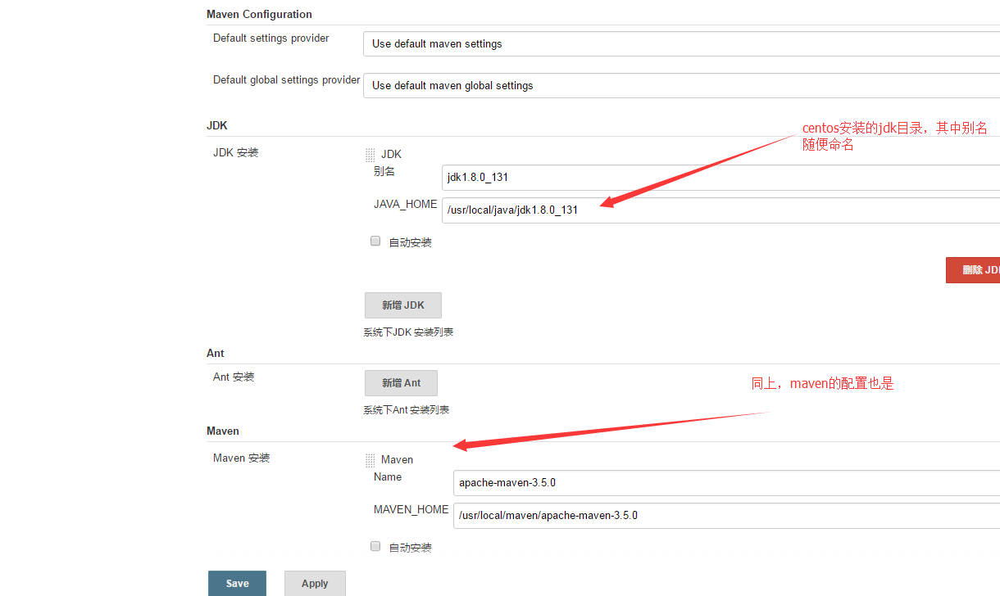 Maven Configuration
Default settings provider
Use default maven settings
Default global settings provider
Use default maven global settings
JDK
centos安装的jdk目录，其中别名
随便命名
JDK 安装
JDK
别名
jdk1.8.0_131
JAVA_HOME
/usr/local/java/jdk1.8.0_131
自动安装
删除 JD
新增 JDK
系统下JDK 安装列表
Ant
Ant 安装
新增 Ant
同上，maven的配置也是
系统下Ant 安装列表
Maven
Maven 安装
Maven
Name
apache-maven-3.5.0
MAVEN_HOME
/usr/local/maven/apache-maven-3.5.0
自动安装
Save
Apply